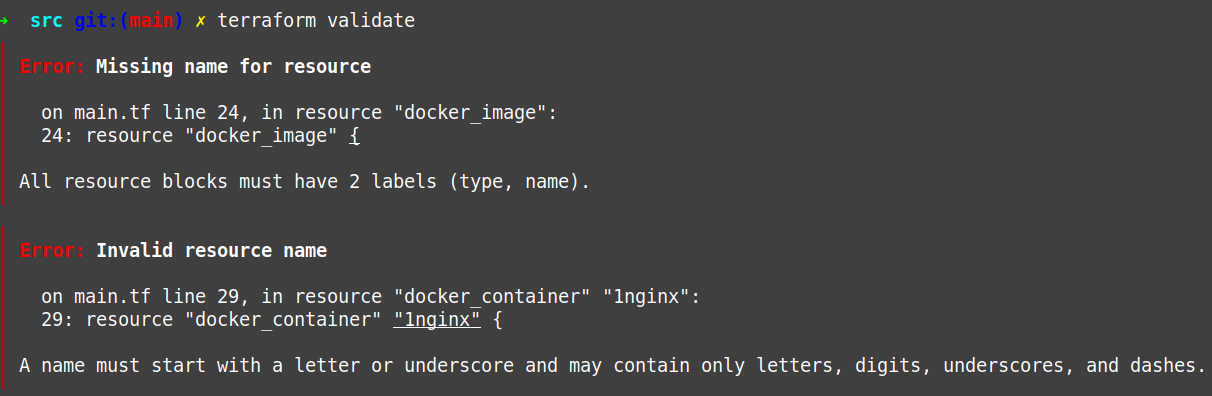 → src git:(main) ✗ terraform validate
Error: Missing name for resource
on main.tf line 24, in resource "docker_image":
24: resource "docker_image" {
All resource blocks must have 2 labels (type, name).
Error: Invalid resource name
on main.tf line 29, in resource "docker_container" "1nginx":
29: resource "docker_container" "1nginx" {
A name must start with a letter or underscore and may contain only letters, digits, underscores, and dashes.